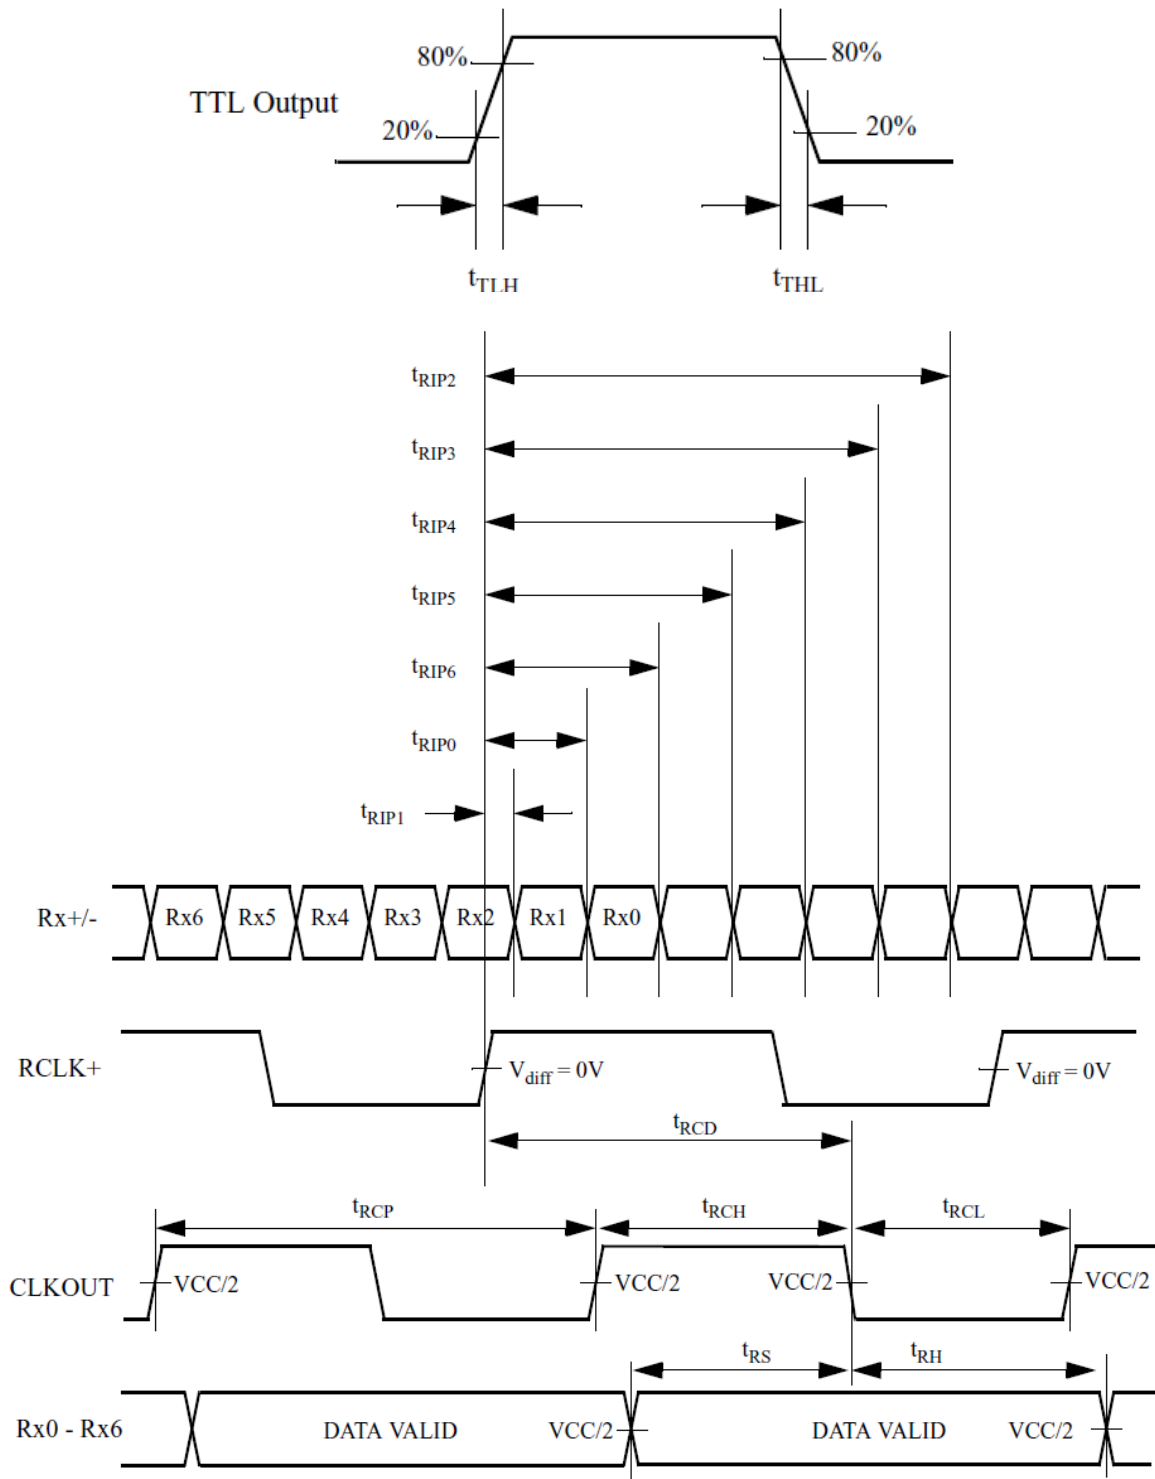 80%
80%
TTL Output
20%
20%
tTLH
tTHL
tRIP2
tRIP3
tRIP4
tRIP5
tRIP6
tRIP0
tRIP1
Rx+/-
Rx6 Rx5 Rx4 Rx3 Rx2 Rx1 Rx0
RCLK+
Vdiff = 0V
Vdiff = 0V
tRCD
tRCP
tRCH
tRCL
CLKOUT
VCC/2
VCC/2
VCC/2
VCC/2
tRS
tRH
Rx0 - Rx6
DATA VALID
VCC/2
DATA VALID
VCC/2